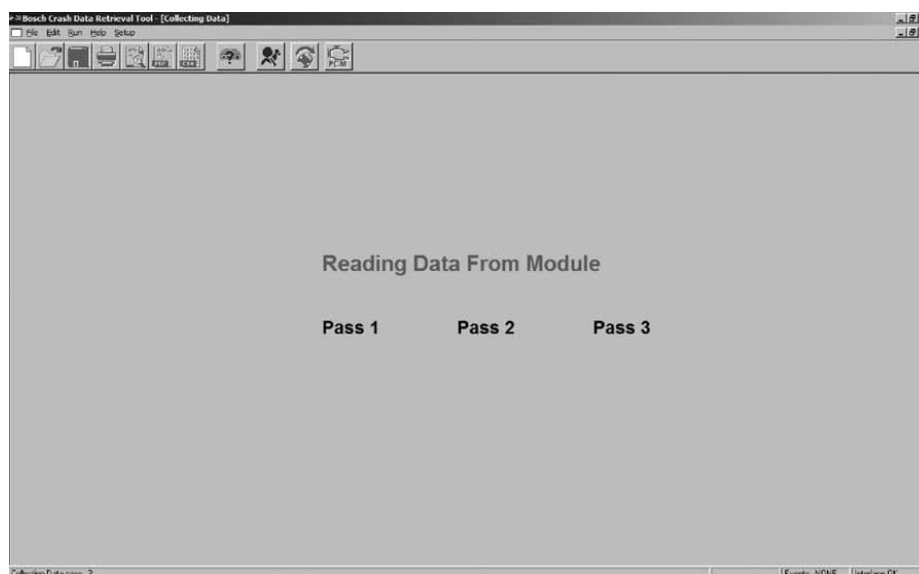 Bosch Crash Data Retrieval Tool - [Collecting Data]
File Edit Run Help Setup
PDF CSV ? PCM
Reading Data From Module
Pass 1 Pass 2 Pass 3
Collecting Data pass 3 Events: NONE Interface OK